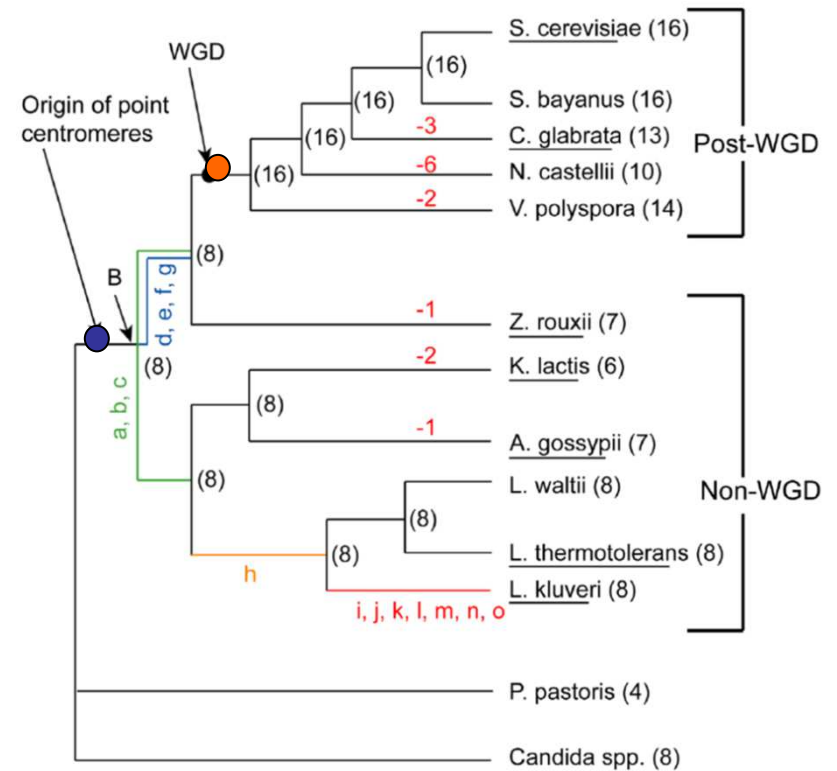 WGD
Origin of point
centromeres
B
S. cerevisiae (16)
(16)
S. bayanus (16)
(16)
-3
C. glabrata (13)
(16)
Post-WGD
-6
N. castellii (10)
(16)
-2
V. polyspora (14)
(8)
d, e, f, g
-1
Z. rouxii (7)
(8)
-2
K. lactis (6)
a, b, c
(8)
-1
A. gossypii (7)
(8)
L. waltii (8)
Non-WGD
(8)
L. thermotolerans (8)
(8)
h
L. kluveri (8)
i, j, k, l, m, n, o
P. pastoris (4)
Candida spp. (8)